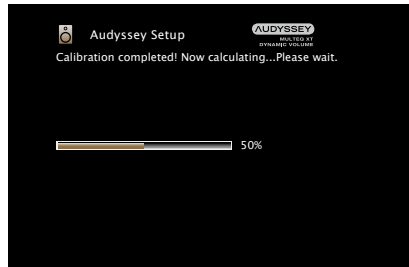 Audyssey Setup
AUDYSSEY
MULTEQ XT
DYNAMIC VOLUME
Calibration completed! Now calculating...Please wait.
50%